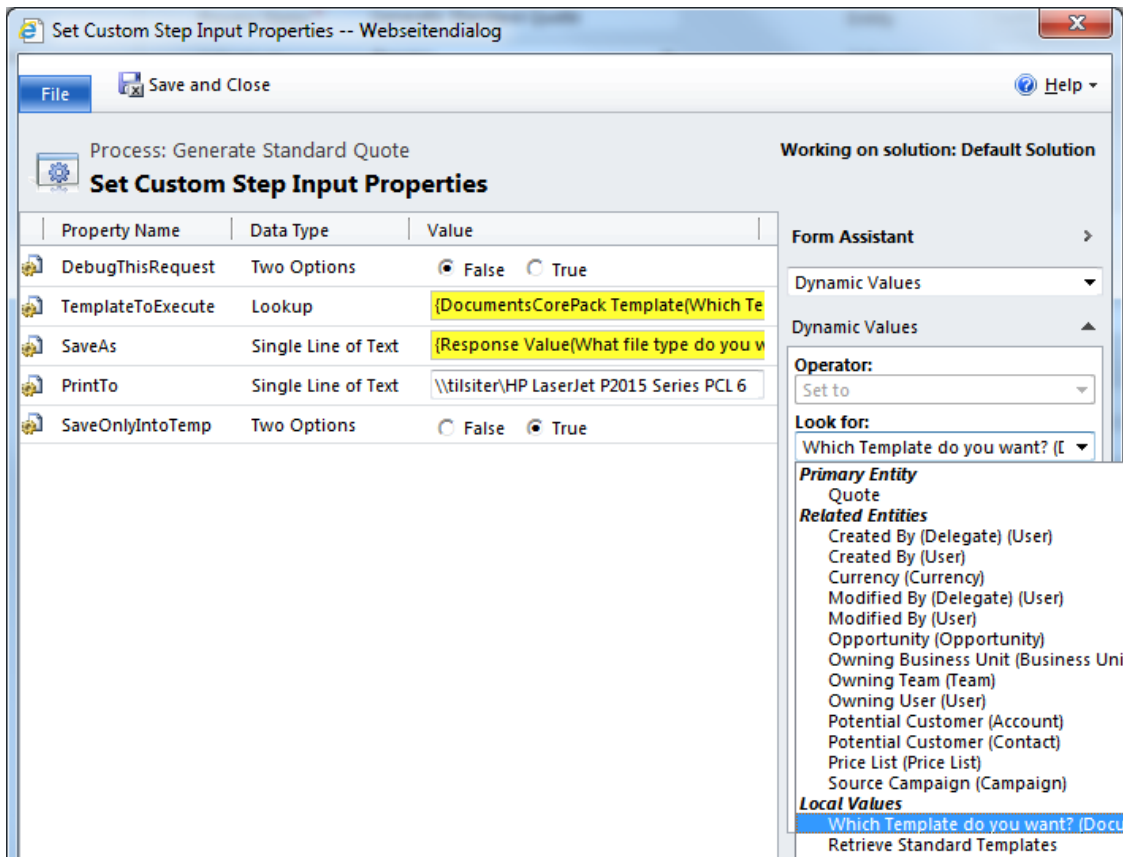 Set Custom Step Input Properties -- Webseitendialog
File
Save and Close
Help
Process: Generate Standard Quote
Set Custom Step Input Properties
Working on solution: Default Solution
Property Name Data Type Value
DebugThisRequest Two Options False True
TemplateToExecute Lookup {DocumentsCorePack Template(Which Te
SaveAs Single Line of Text {Response Value(What file type do you w
PrintTo Single Line of Text \\tilsiter\HP LaserJet P2015 Series PCL 6
SaveOnlyIntoTemp Two Options False True
Form Assistant
Dynamic Values
Dynamic Values
Operator:
Set to
Look for:
Which Template do you want? (D
Primary Entity
Quote
Related Entities
Created By (Delegate) (User)
Created By (User)
Currency (Currency)
Modified By (Delegate) (User)
Modified By (User)
Opportunity (Opportunity)
Owning Business Unit (Business Uni
Owning Team (Team)
Owning User (User)
Potential Customer (Account)
Potential Customer (Contact)
Price List (Price List)
Source Campaign (Campaign)
Local Values
Which Template do you want? (Docu
Retrieve Standard Templates